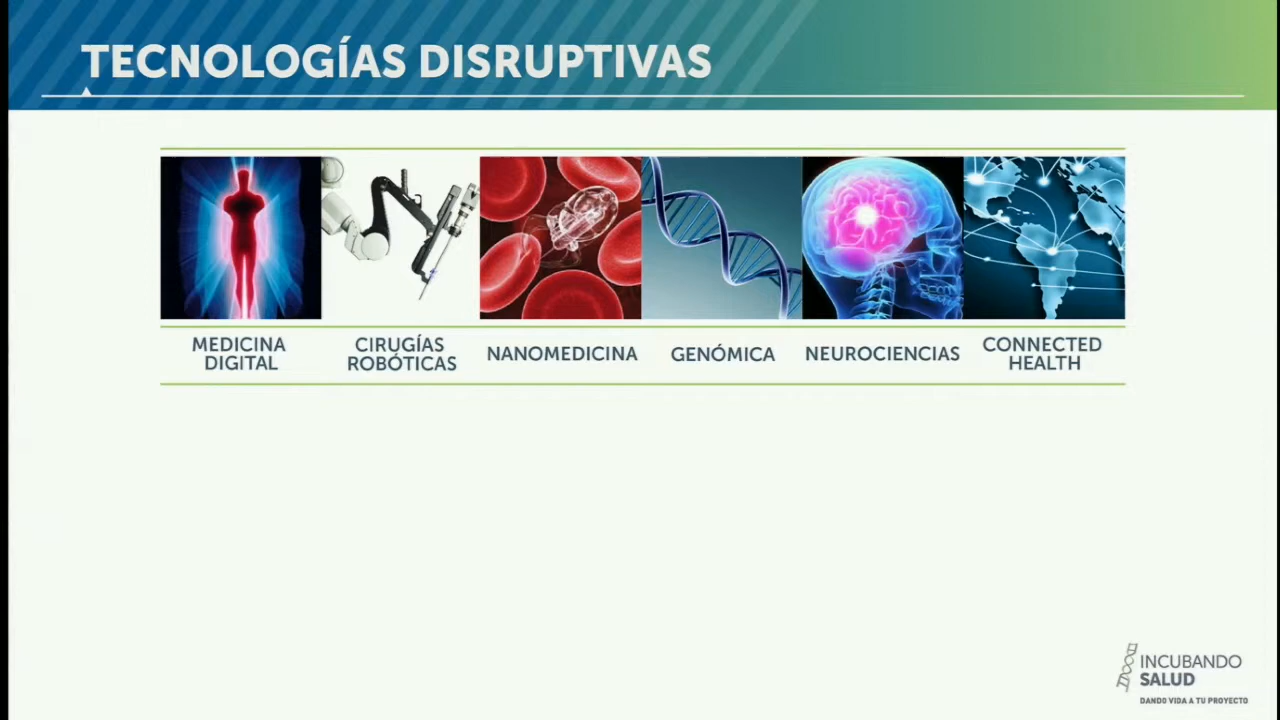 TECNOLOGÍAS DISRUPTIVAS
MEDICINA
DIGITAL
CIRUGÍAS
ROBÓTICAS
NANOMEDICINA
GENÓMICA
NEUROCIENCIAS
CONNECTED
HEALTH
INCUBANDO
SALUD
DANDO VIDA A TU PROYECTO